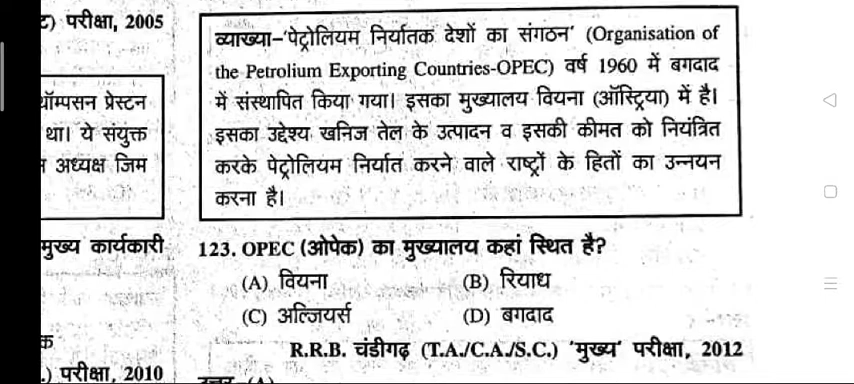 परीक्षा, 2005
थॉम्पसन प्रेस्टन
था। ये संयुक्त
अध्यक्ष जिम
मुख्य कार्यकारी
परीक्षा, 2010
व्याख्या–'पेट्रोलियम निर्यातक देशों का संगठन' (Organisation of
the Petrolium Exporting Countries-OPEC) वर्ष 1960 में बगदाद
में संस्थापित किया गया। इसका मुख्यालय वियना (ऑस्ट्रिया) में है।
इसका उद्देश्य खनिज तेल के उत्पादन व इसकी कीमत को नियंत्रित
करके पेट्रोलियम निर्यात करने वाले राष्ट्रों के हितों का उन्नयन
करना है।
123. OPEC (ओपेक) का मुख्यालय कहां स्थित है?
(A) वियना (B) रियाध
(C) अल्जियर्स (D) बगदाद
R.R.B. चंडीगढ़ (T.A./C.A./S.C.) 'मुख्य' परीक्षा, 2012